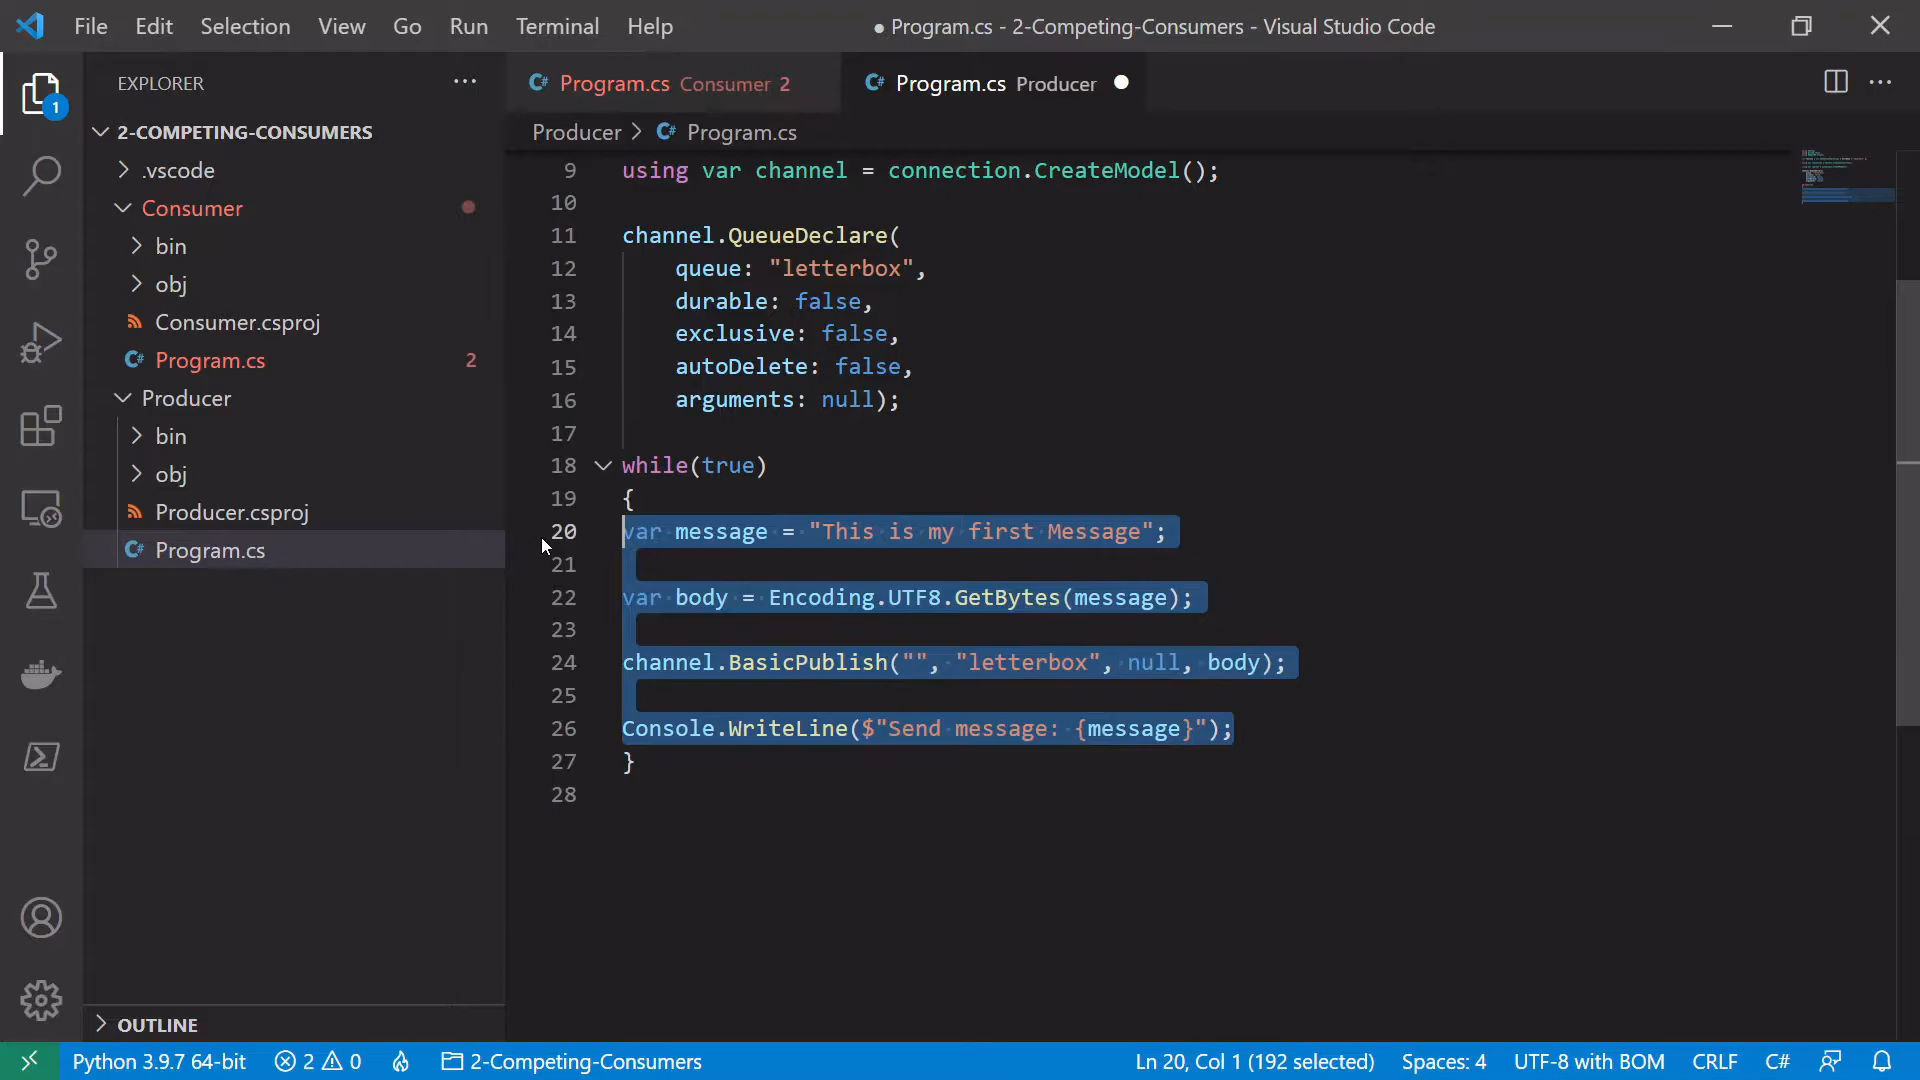 File Edit Selection View Go Run Terminal Help
● Program.cs - 2-Competing-Consumers - Visual Studio Code
EXPLORER
1
2-COMPETING-CONSUMERS
.vscode
Consumer
bin
obj
Consumer.csproj
Program.cs 2
Producer
bin
obj
Producer.csproj
Program.cs
OUTLINE
Program.cs Consumer 2
Program.cs Producer
Producer > Program.cs
9 using var channel = connection.CreateModel();
10
11 channel.QueueDeclare(
12 queue: "letterbox",
13 durable: false,
14 exclusive: false,
15 autoDelete: false,
16 arguments: null);
17
18 while(true)
19 {
20 var message = "This is my first Message";
21
22 var body = Encoding.UTF8.GetBytes(message);
23
24 channel.BasicPublish("", "letterbox", null, body);
25
26 Console.WriteLine($"Send message: {message}");
27 }
28
Python 3.9.7 64-bit 2 0 2-Competing-Consumers Ln 20, Col 1 (192 selected) Spaces: 4 UTF-8 with BOM CRLF C#